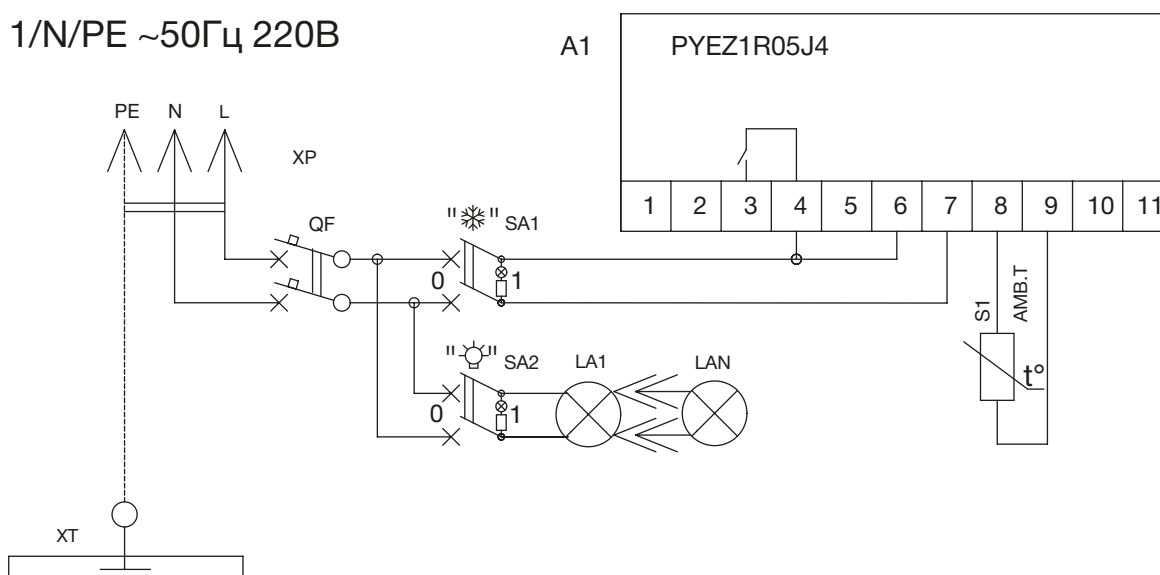 1/N/PE ~50Гц 220В
A1 PYEZ1R05J4
PE N L
XP
1 2 3 4 5 6 7 8 9 10 11
QF
"❄" SA1
0 1
S1
AMB.T
t°
"💡" SA2 LA1 LAN
0 1
XT